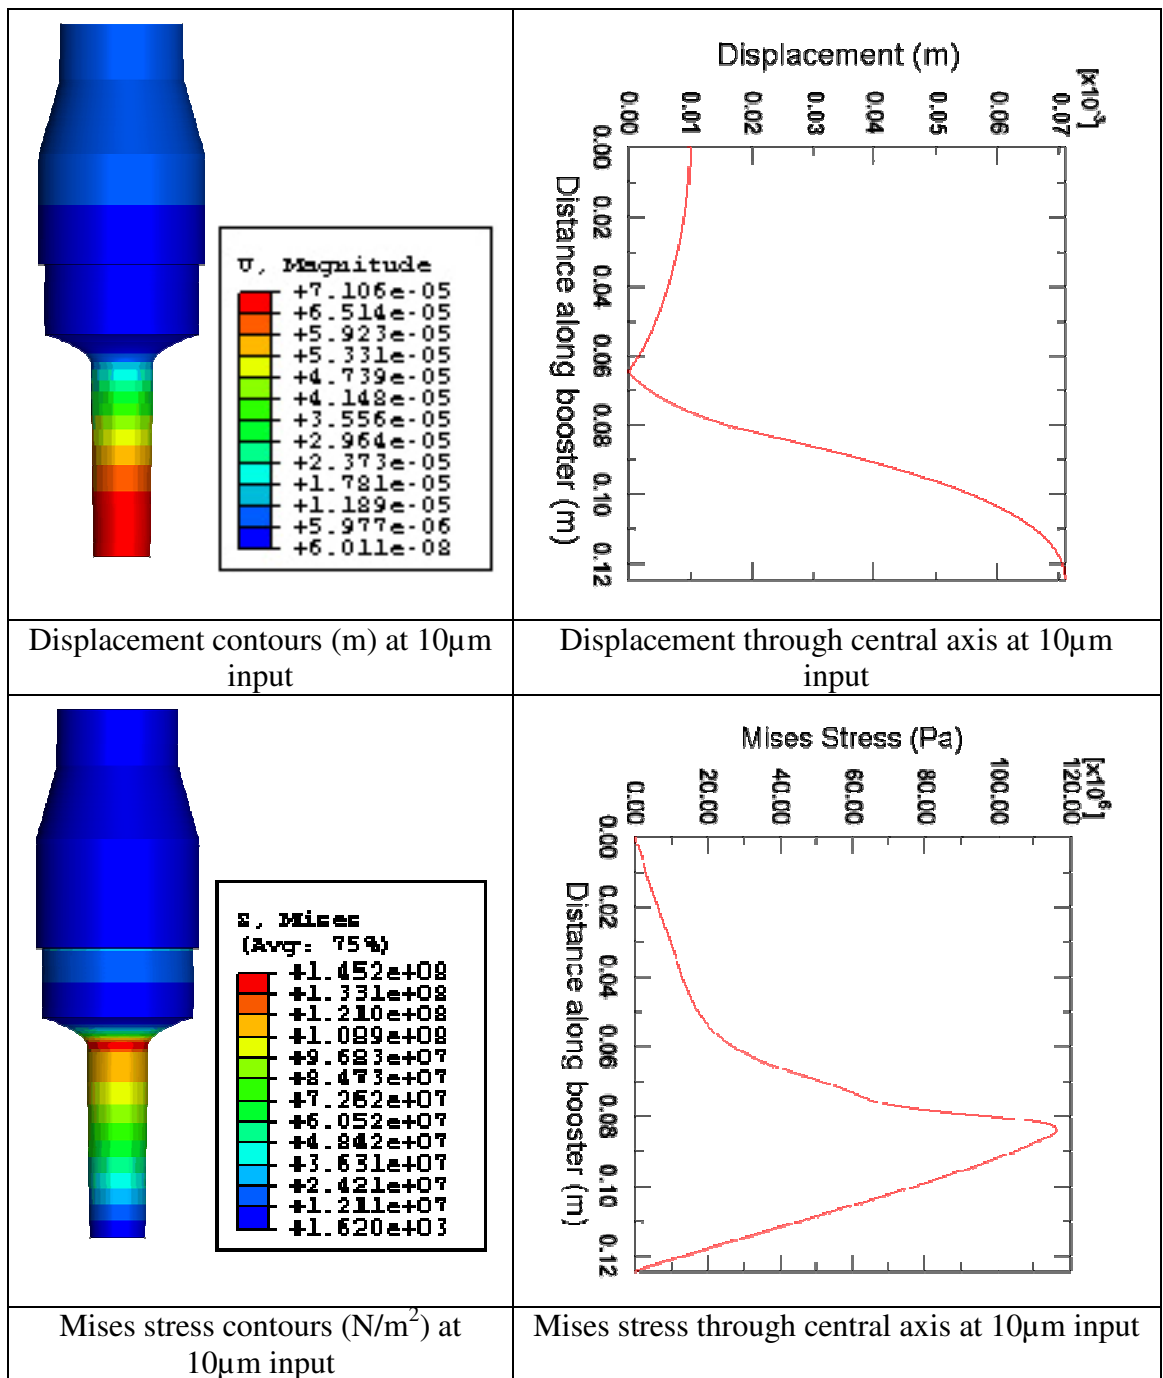 U, Magnitude
+7.106e-05
+6.514e-05
+5.923e-05
+5.331e-05
+4.739e-05
+4.148e-05
+3.556e-05
+2.964e-05
+2.373e-05
+1.781e-05
+1.189e-05
+5.977e-06
+6.011e-08
Displacement (m)
[x10⁻³]
0.00 0.01 0.02 0.03 0.04 0.05 0.06 0.07
0.00 0.02 0.04 0.06 0.08 0.10 0.12
Distance along booster (m)
Displacement contours (m) at 10µm
input
Displacement through central axis at 10µm
input
S, Mises
(Avg: 75%)
+1.452e+08
+1.331e+08
+1.210e+08
+1.089e+08
+9.683e+07
+8.473e+07
+7.262e+07
+6.052e+07
+4.842e+07
+3.631e+07
+2.421e+07
+1.211e+07
+1.620e+03
Mises Stress (Pa)
[x10⁶]
0.00 20.00 40.00 60.00 80.00 100.00 120.00
0.00 0.02 0.04 0.06 0.08 0.10 0.12
Distance along booster (m)
Mises stress contours (N/m²) at
10µm input
Mises stress through central axis at 10µm input